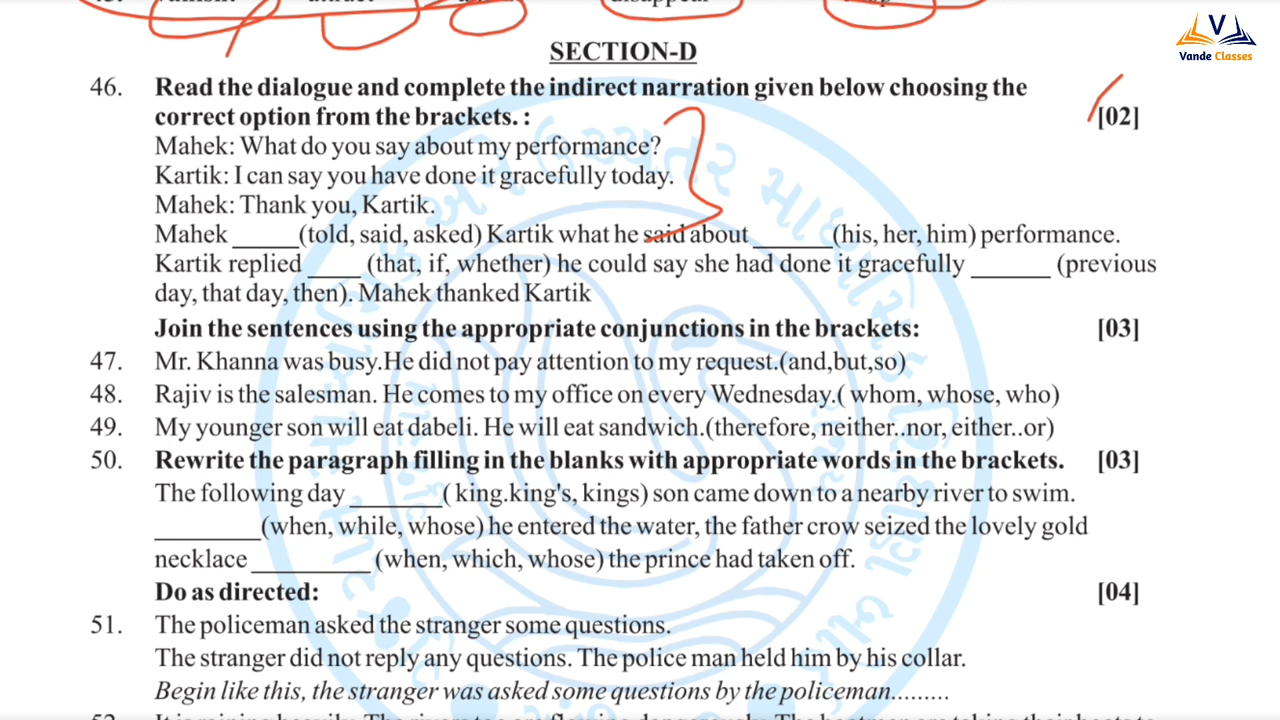 disappear
V
Vande Classes
SECTION-D
46. Read the dialogue and complete the indirect narration given below choosing the
correct option from the brackets. : [02]
Mahek: What do you say about my performance?
Kartik: I can say you have done it gracefully today.
Mahek: Thank you, Kartik.
Mahek _____(told, said, asked) Kartik what he said about ______(his, her, him) performance.
Kartik replied ____ (that, if, whether) he could say she had done it gracefully ______ (previous
day, that day, then). Mahek thanked Kartik
Join the sentences using the appropriate conjunctions in the brackets: [03]
47. Mr. Khanna was busy.He did not pay attention to my request.(and,but,so)
48. Rajiv is the salesman. He comes to my office on every Wednesday.( whom, whose, who)
49. My younger son will eat dabeli. He will eat sandwich.(therefore, neither..nor, either..or)
50. Rewrite the paragraph filling in the blanks with appropriate words in the brackets. [03]
The following day _______( king.king's, kings) son came down to a nearby river to swim.
________(when, while, whose) he entered the water, the father crow seized the lovely gold
necklace _________ (when, which, whose) the prince had taken off.
Do as directed: [04]
51. The policeman asked the stranger some questions.
The stranger did not reply any questions. The police man held him by his collar.
Begin like this, the stranger was asked some questions by the policeman.........